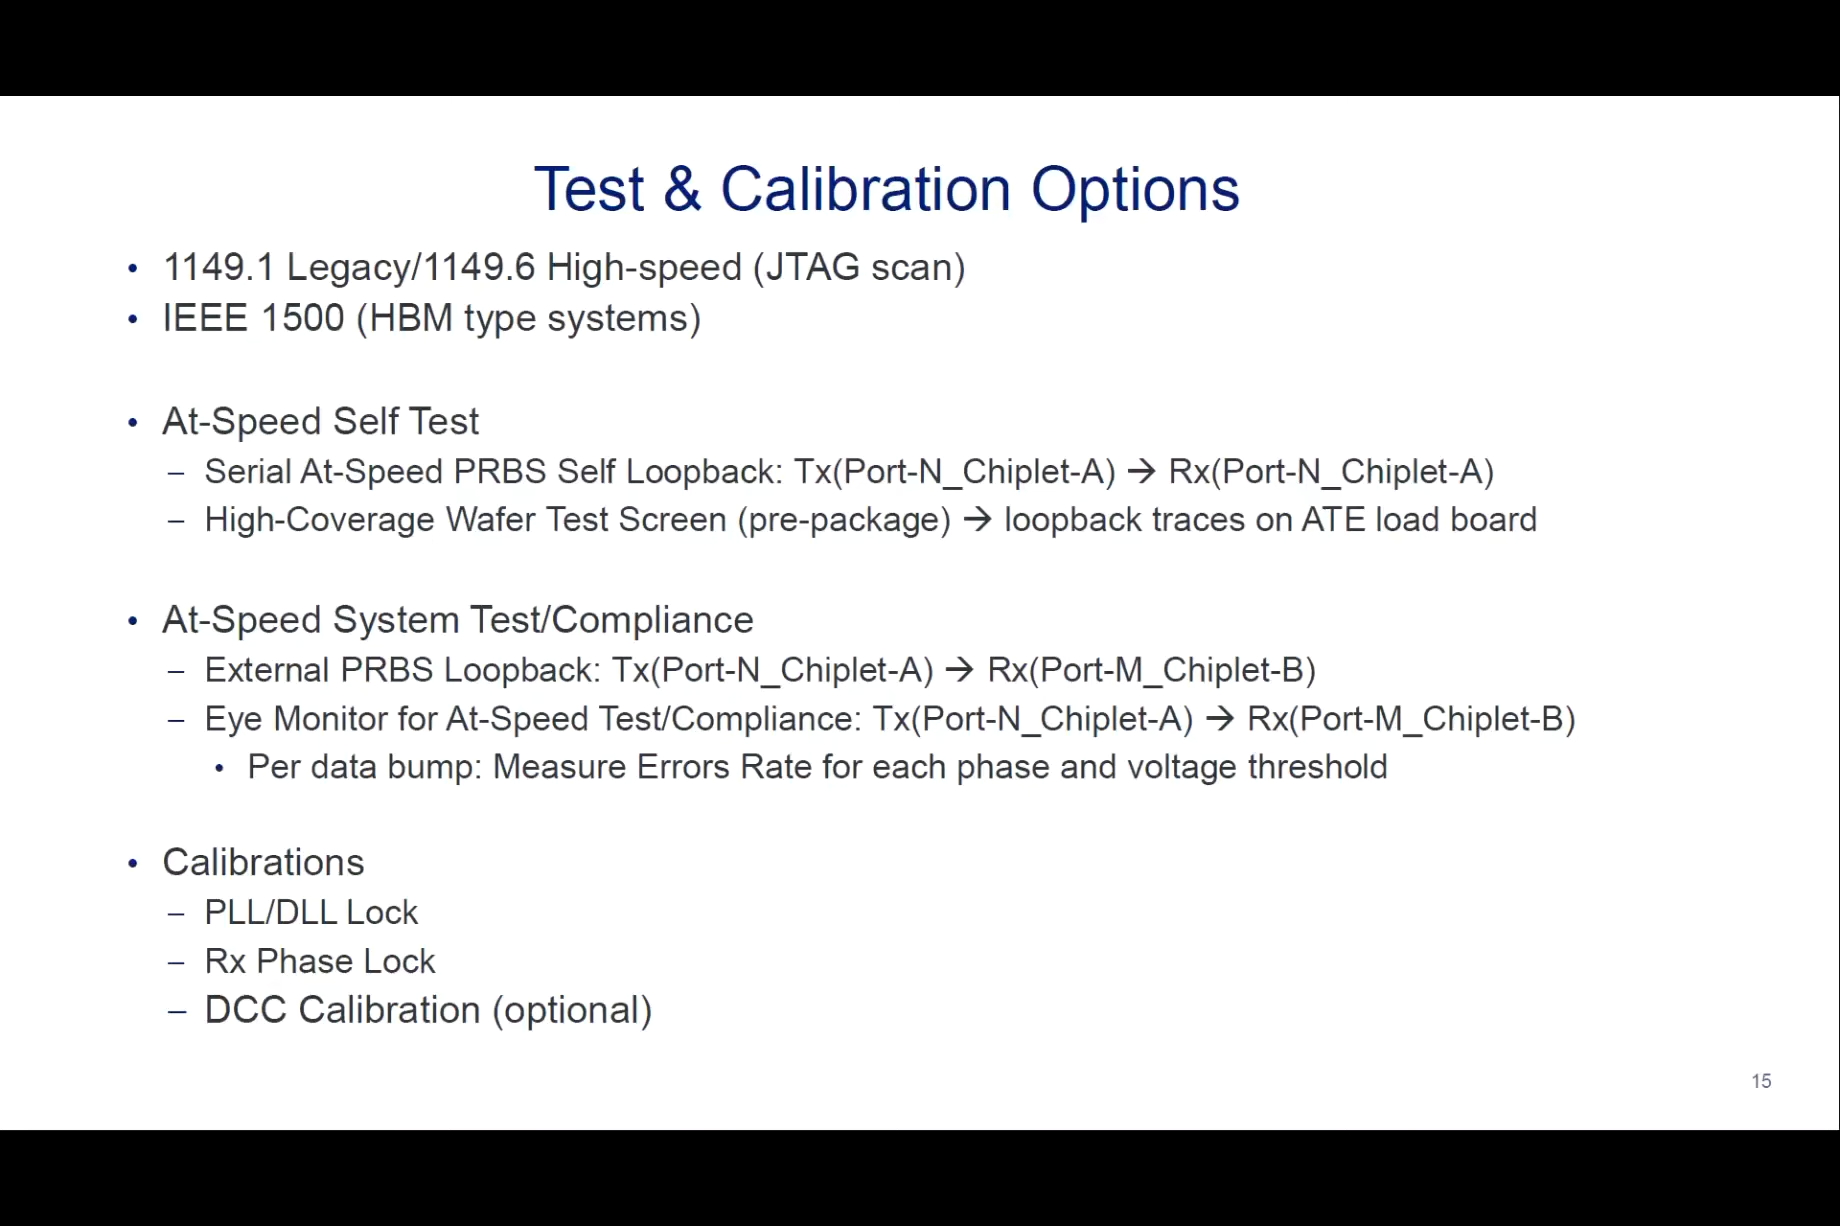 Test & Calibration Options
• 1149.1 Legacy/1149.6 High-speed (JTAG scan)
• IEEE 1500 (HBM type systems)
• At-Speed Self Test
– Serial At-Speed PRBS Self Loopback: Tx(Port-N_Chiplet-A) → Rx(Port-N_Chiplet-A)
– High-Coverage Wafer Test Screen (pre-package) → loopback traces on ATE load board
• At-Speed System Test/Compliance
– External PRBS Loopback: Tx(Port-N_Chiplet-A) → Rx(Port-M_Chiplet-B)
– Eye Monitor for At-Speed Test/Compliance: Tx(Port-N_Chiplet-A) → Rx(Port-M_Chiplet-B)
• Per data bump: Measure Errors Rate for each phase and voltage threshold
• Calibrations
– PLL/DLL Lock
– Rx Phase Lock
– DCC Calibration (optional)
15